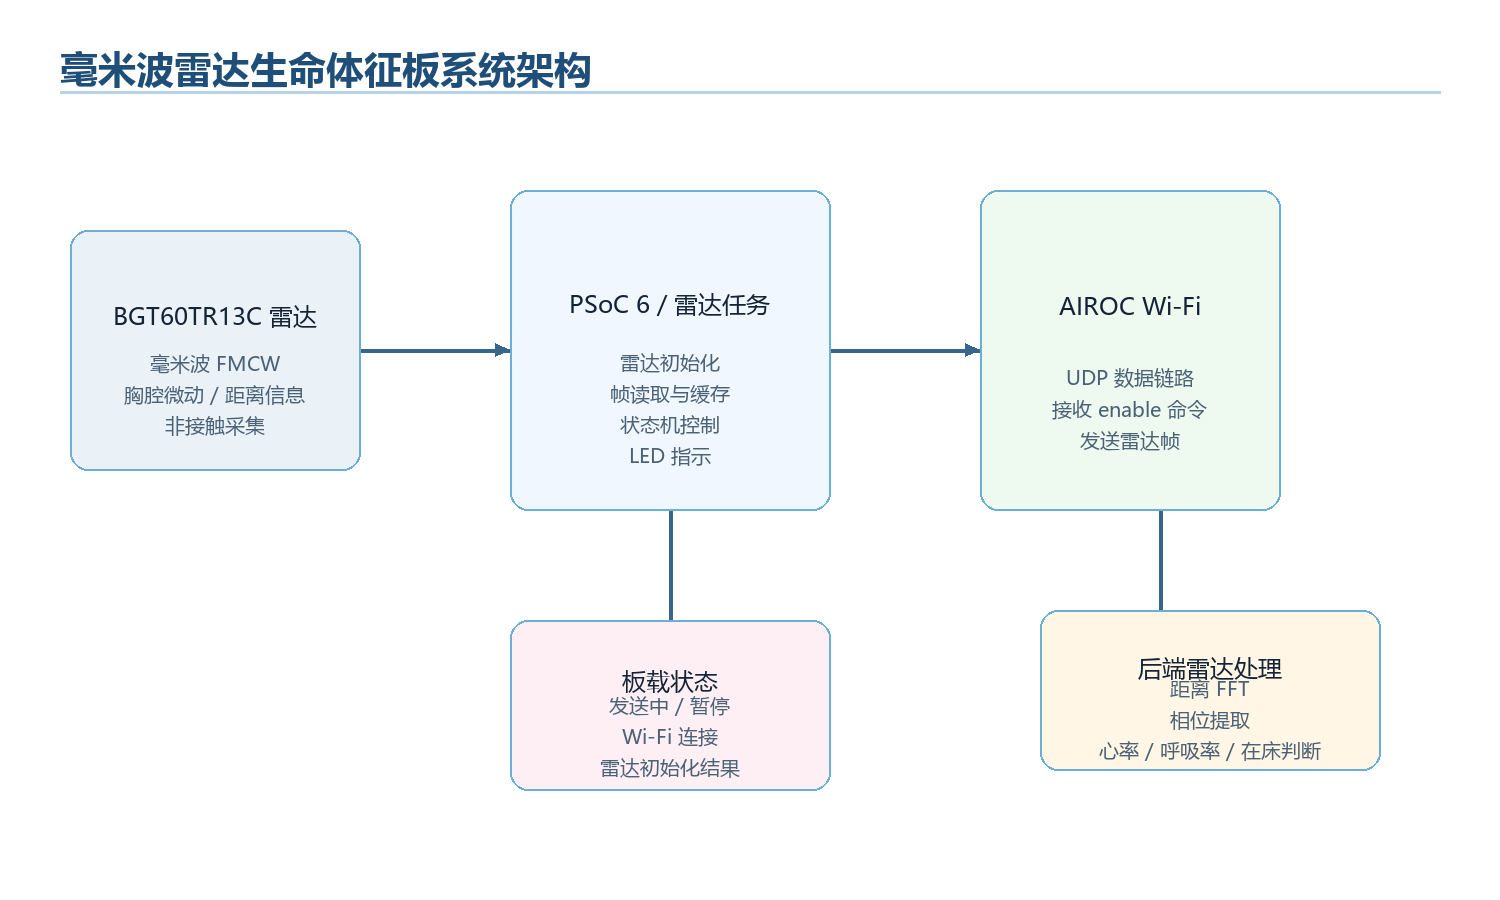 毫米波雷达生命体征板系统架构
BGT60TR13C 雷达
毫米波 FMCW
胸腔微动 / 距离信息
非接触采集
PSoC 6 / 雷达任务
雷达初始化
帧读取与缓存
状态机控制
LED 指示
AIROC Wi-Fi
UDP 数据链路
接收 enable 命令
发送雷达帧
板载状态
发送中 / 暂停
Wi-Fi 连接
雷达初始化结果
后端雷达处理
距离 FFT
相位提取
心率 / 呼吸率 / 在床判断